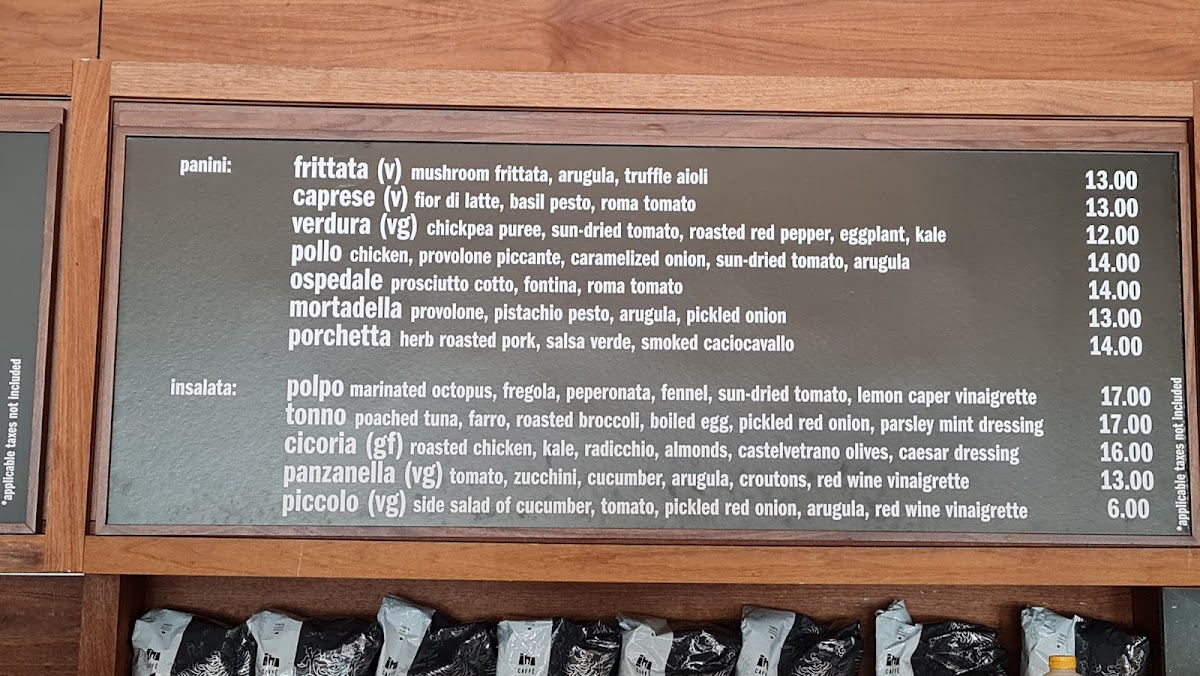 panini:
frittata (v) mushroom frittata, arugula, truffle aioli 13.00
caprese (v) fior di latte, basil pesto, roma tomato 13.00
verdura (vg) chickpea puree, sun-dried tomato, roasted red pepper, eggplant, kale 12.00
pollo chicken, provolone piccante, caramelized onion, sun-dried tomato, arugula 14.00
ospedale prosciutto cotto, fontina, roma tomato 14.00
mortadella provolone, pistachio pesto, arugula, pickled onion 13.00
porchetta herb roasted pork, salsa verde, smoked caciocavallo 14.00
insalata:
polpo marinated octopus, fregola, peperonata, fennel, sun-dried tomato, lemon caper vinaigrette 17.00
tonno poached tuna, farro, roasted broccoli, boiled egg, pickled red onion, parsley mint dressing 17.00
cicoria (gf) roasted chicken, kale, radicchio, almonds, castelvetrano olives, caesar dressing 16.00
panzanella (vg) tomato, zucchini, cucumber, arugula, croutons, red wine vinaigrette 13.00
piccolo (vg) side salad of cucumber, tomato, pickled red onion, arugula, red wine vinaigrette 6.00
*applicable taxes not included
*applicable taxes not included
CAFFÈ
CAFFÈ
CAFFÈ
CAFFÈ
CAFFÈ
CAFFÈ
CAFFÈ